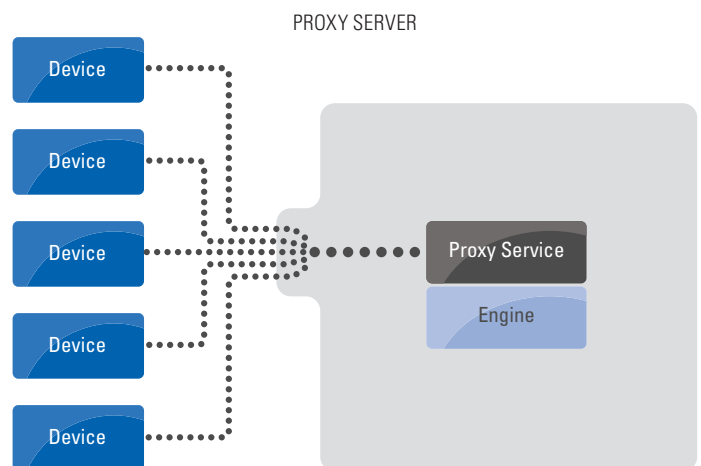 PROXY SERVER
Device
Device
Device
Device
Device
Proxy Service
Engine